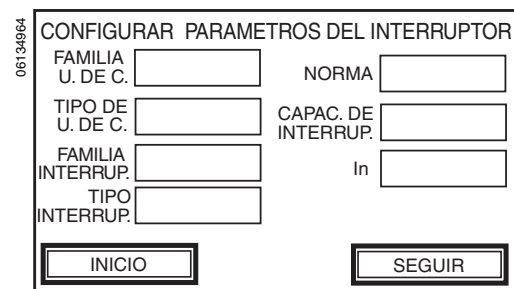 06134964
CONFIGURAR PARAMETROS DEL INTERRUPTOR
FAMILIA
U. DE C.
TIPO DE
U. DE C.
FAMILIA
INTERRUP.
TIPO
INTERRUP.
NORMA
CAPAC. DE
INTERRUP.
In
INICIO
SEGUIR